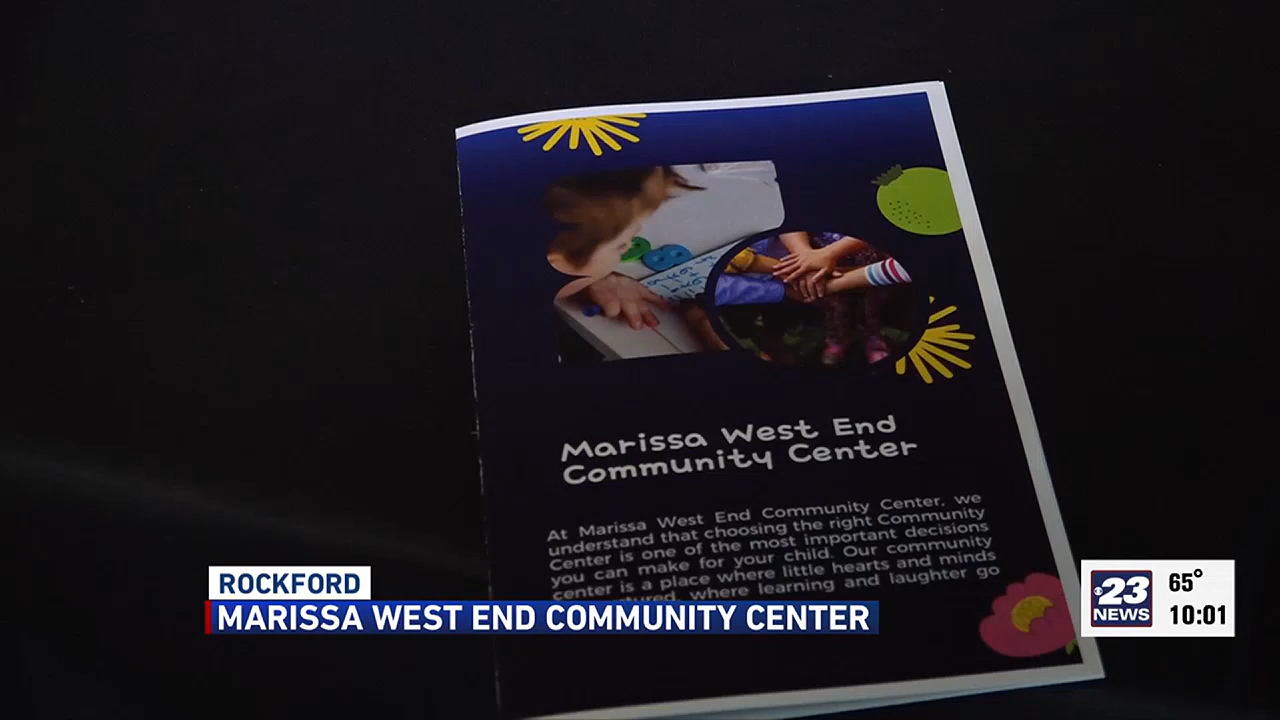 Marissa West End
Community Center
At Marissa West End Community Center, we
understand that choosing the right Community
Center is one of the most important decisions
you can make for your child. Our community
center is a place where little hearts and minds
where learning and laughter go
ROCKFORD
MARISSA WEST END COMMUNITY CENTER
23
NEWS
65°
10:01